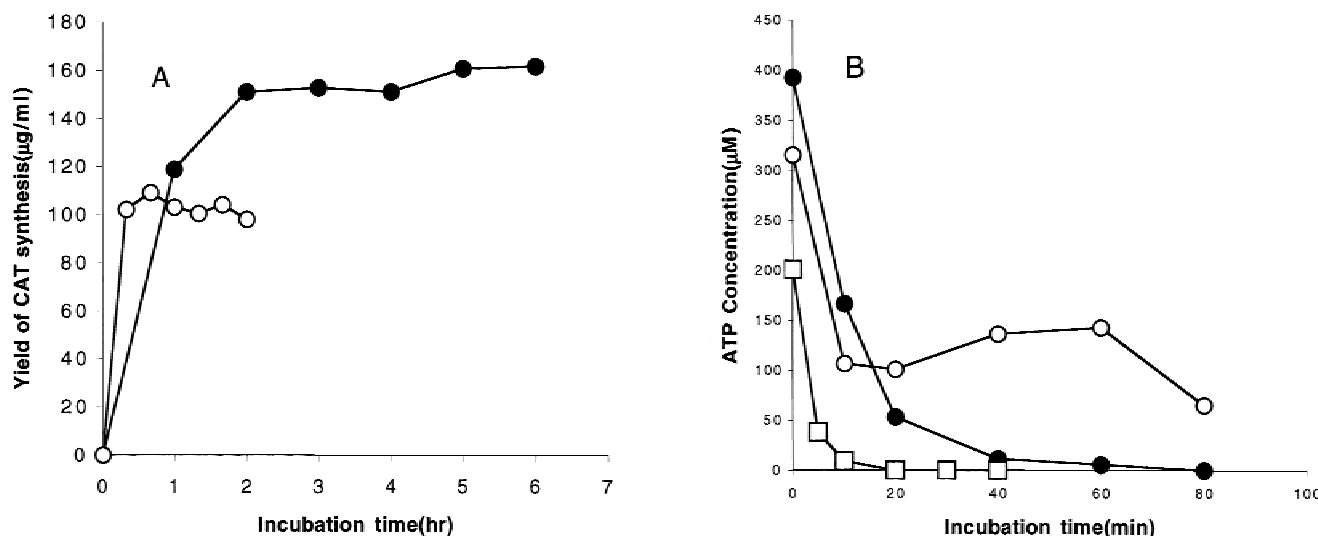 A
Yield of CAT synthesis(µg/ml)
180
160
140
120
100
80
60
40
20
0
0 1 2 3 4 5 6 7
Incubation time(hr)
B
ATP Concentration(µM)
450
400
350
300
250
200
150
100
50
0
0 20 40 60 80 100
Incubation time(min)